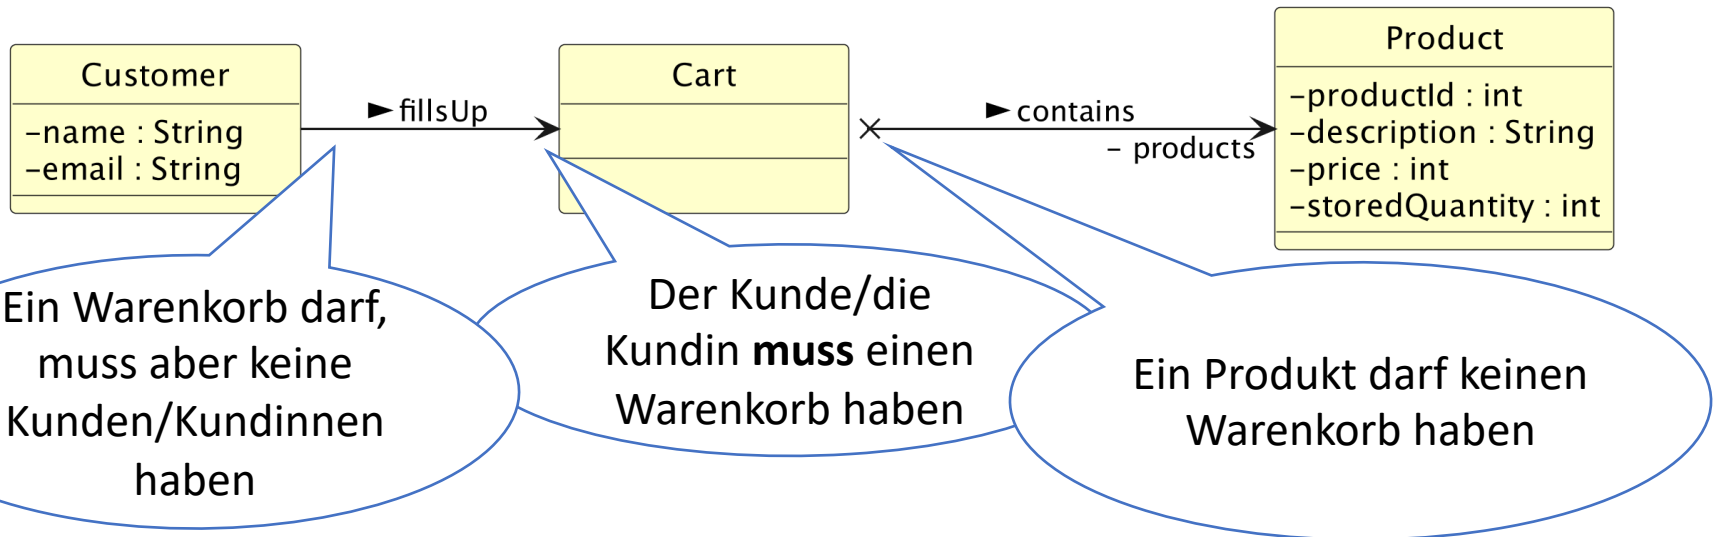 Customer
–name : String
–email : String
► fillsUp
Cart
► contains
– products
Product
–productId : int
–description : String
–price : int
–storedQuantity : int
Ein Warenkorb darf,
muss aber keine
Kunden/Kundinnen
haben
Der Kunde/die
Kundin muss einen
Warenkorb haben
Ein Produkt darf keinen
Warenkorb haben